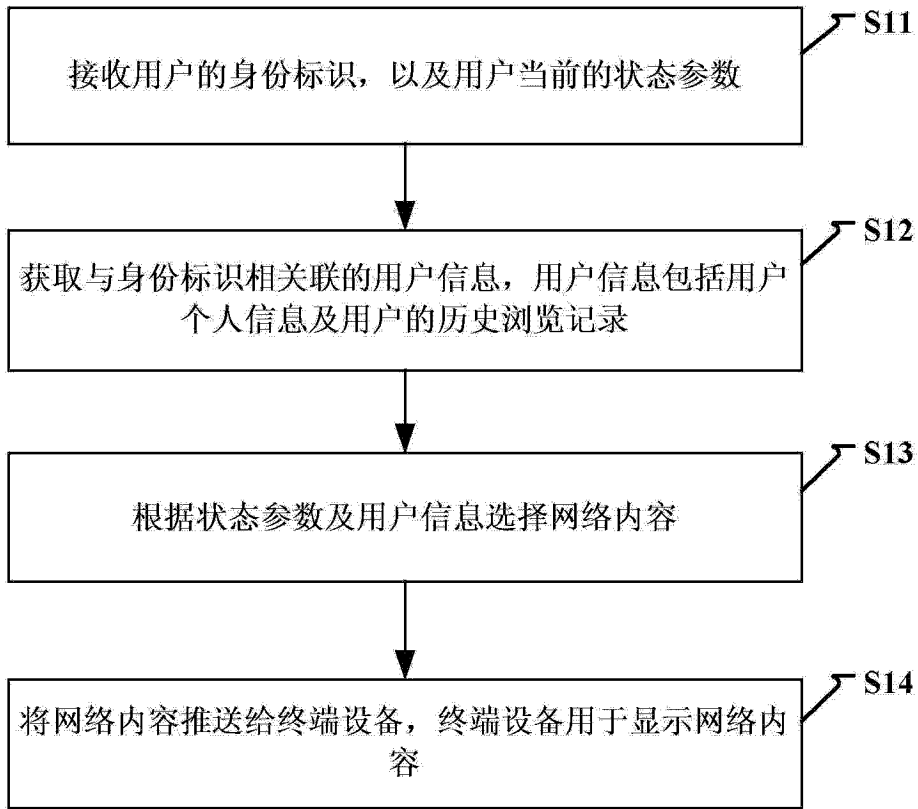 S11
接收用户的身份标识，以及用户当前的状态参数
S12
获取与身份标识相关联的用户信息，用户信息包括用户
个人信息及用户的历史浏览记录
S13
根据状态参数及用户信息选择网络内容
S14
将网络内容推送给终端设备，终端设备用于显示网络内
容